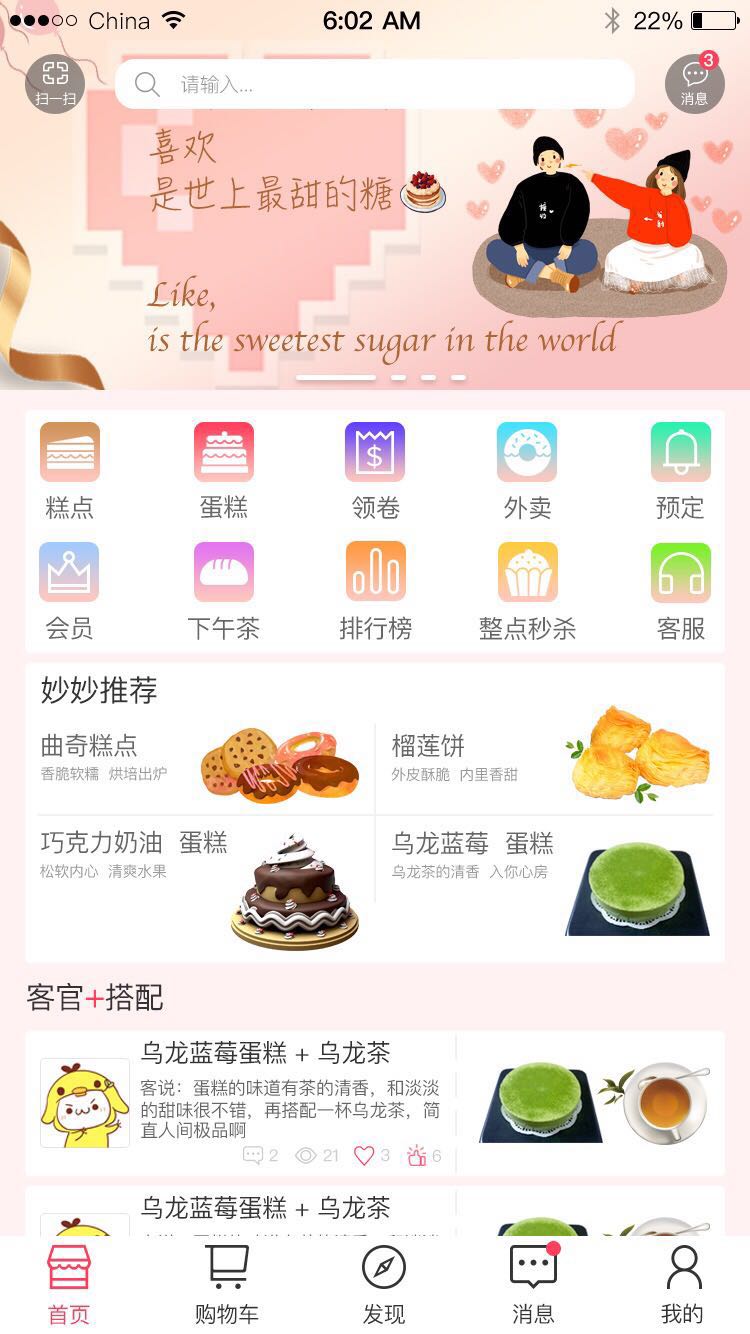 China 6:02 AM 22%
扫一扫
请输入...
3
消息
喜欢
是世上最甜的糖
Like,
is the sweetest sugar in the world
糕点 蛋糕 领卷 外卖 预定
会员 下午茶 排行榜 整点秒杀 客服
妙妙推荐
曲奇糕点
香脆软糯 烘培出炉
榴莲饼
外皮酥脆 内里香甜
巧克力奶油 蛋糕
松软内心 清爽水果
乌龙蓝莓 蛋糕
乌龙茶的清香 入你心房
客官+搭配
乌龙蓝莓蛋糕 + 乌龙茶
客说：蛋糕的味道有茶的清香，和淡淡
的甜味很不错，再搭配一杯乌龙茶，简
直人间极品啊
2 21 3 6
乌龙蓝莓蛋糕 + 乌龙茶
首页 购物车 发现 消息 我的